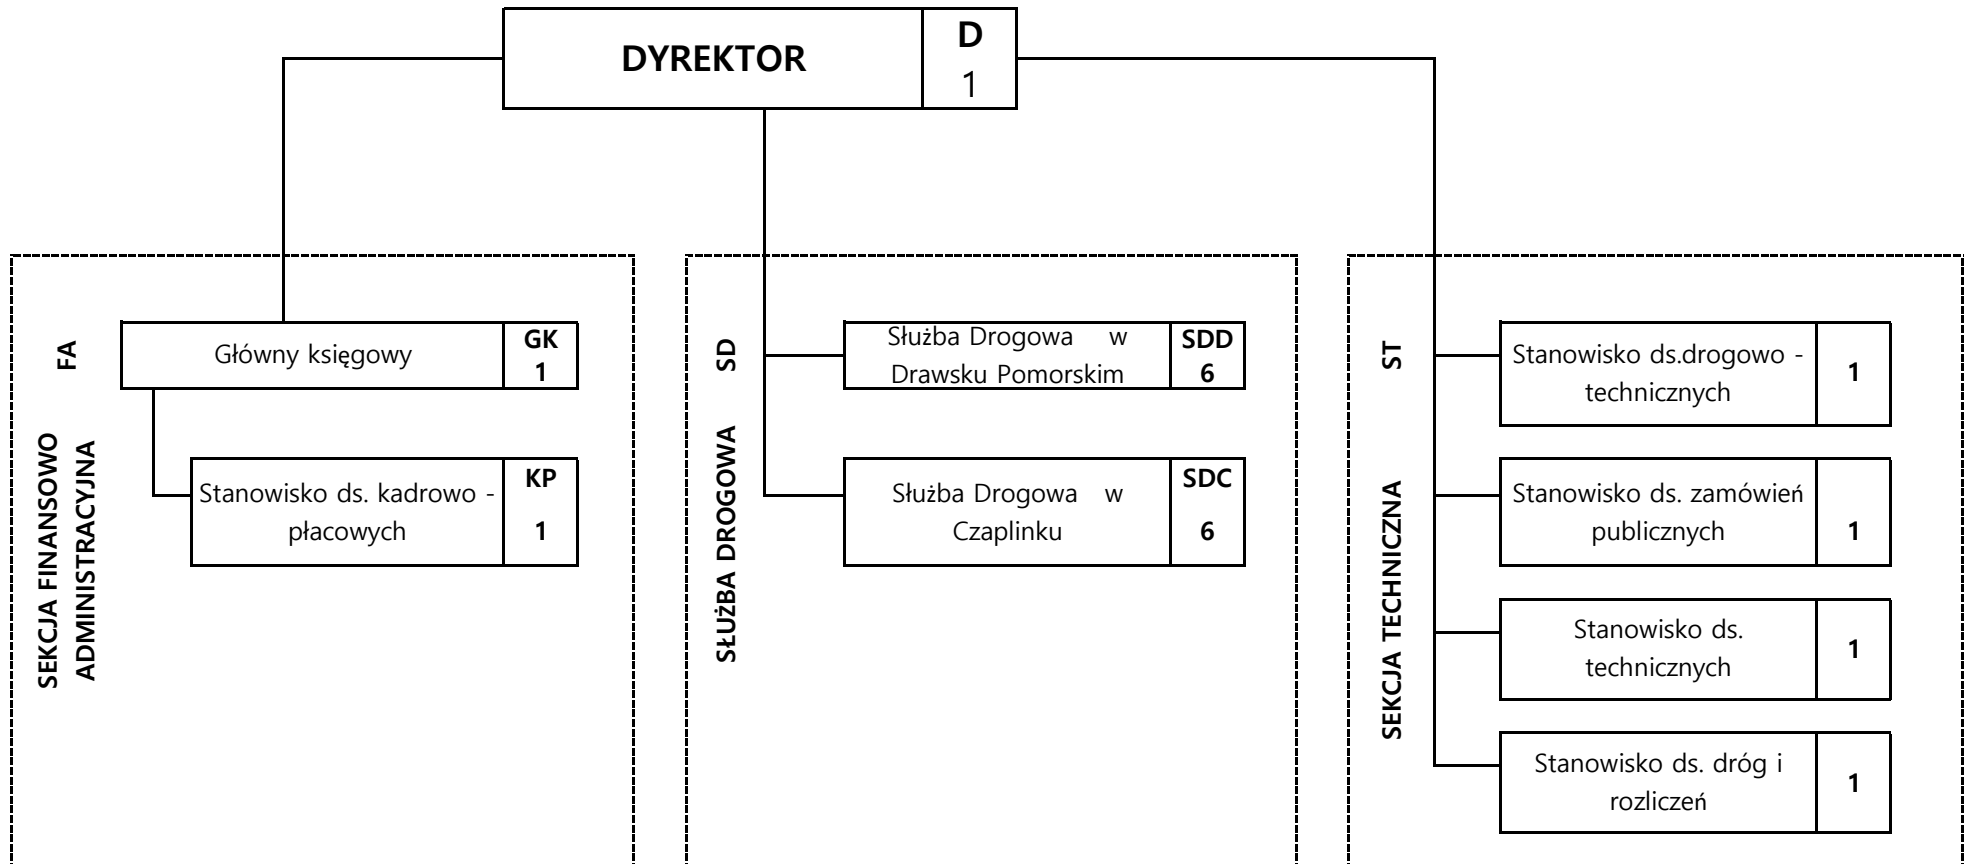 DYREKTOR
D
1
FA
SEKCJA FINANSOWO
ADMINISTRACYJNA
Główny księgowy
GK
1
Stanowisko ds. kadrowo -
płacowych
KP
1
SD
SŁUŻBA DROGOWA
Służba Drogowa w
Drawsku Pomorskim
SDD
6
Służba Drogowa w
Czaplinku
SDC
6
ST
SEKCJA TECHNICZNA
Stanowisko ds.drogowo -
technicznych
1
Stanowisko ds. zamówień
publicznych
1
Stanowisko ds.
technicznych
1
Stanowisko ds. dróg i
rozliczeń
1